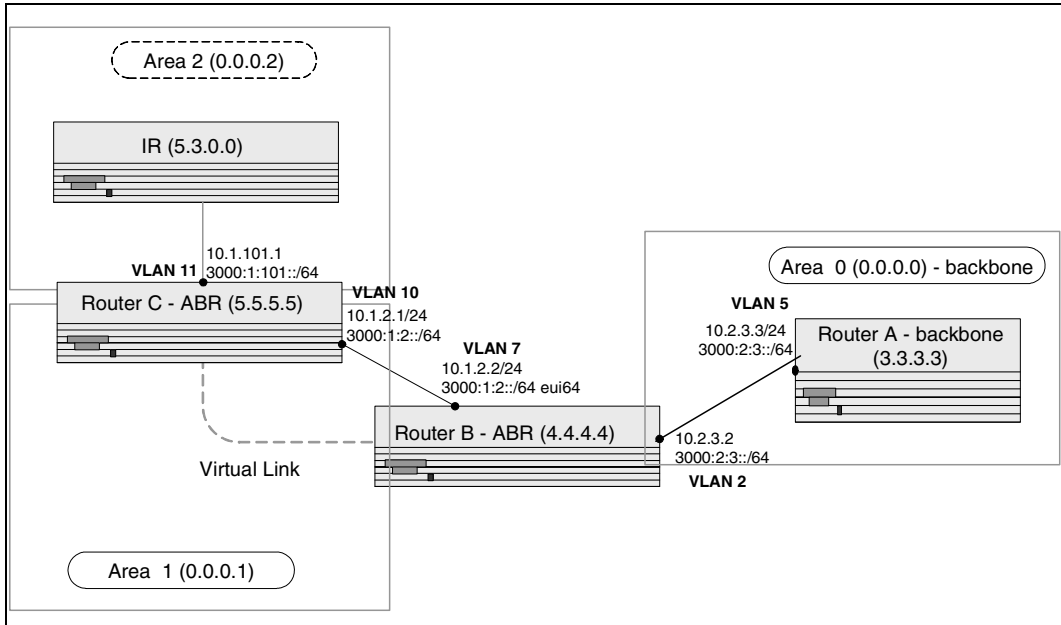 Area 2 (0.0.0.2)
IR (5.3.0.0)
10.1.101.1
VLAN 11
3000:1:101::/64
Router C - ABR (5.5.5.5)
VLAN 10
10.1.2.1/24
3000:1:2::/64
VLAN 7
10.1.2.2/24
3000:1:2::/64 eui64
Area 0 (0.0.0.0) - backbone
VLAN 5
10.2.3.3/24
3000:2:3::/64
Router A - backbone
(3.3.3.3)
Router B - ABR (4.4.4.4)
10.2.3.2
3000:2:3::/64
VLAN 2
Virtual Link
Area 1 (0.0.0.1)